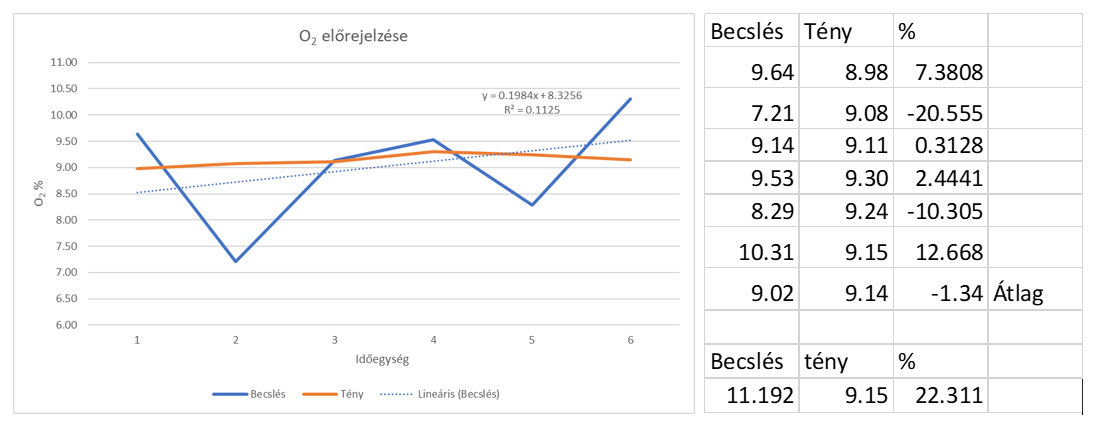 O₂ előrejelzése
11.00
10.50
10.00
9.50
9.00
8.50
8.00
7.50
7.00
6.50
6.00
O₂ %
y = 0.1984x + 8.3256
R² = 0.1125
1 2 3 4 5 6
Időegység
Becslés Tény Lineáris (Becslés)
Becslés Tény %
9.64 8.98 7.3808
7.21 9.08 -20.555
9.14 9.11 0.3128
9.53 9.30 2.4441
8.29 9.24 -10.305
10.31 9.15 12.668
9.02 9.14 -1.34 Átlag
Becslés tény %
11.192 9.15 22.311